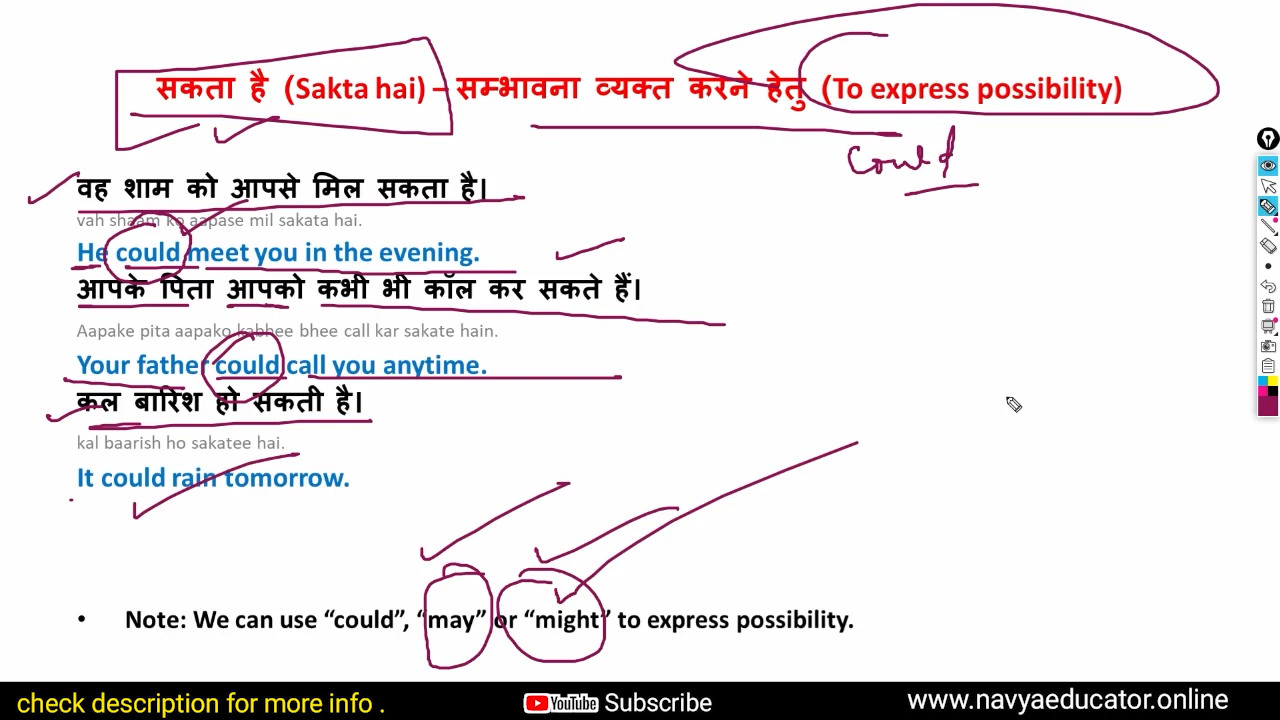 सकता है (Sakta hai) – सम्भावना व्यक्त करने हेतु (To express possibility)
could
वह शाम को आपसे मिल सकता है।
vah shaam ko aapase mil sakata hai.
He could meet you in the evening.
आपके पिता आपको कभी भी कॉल कर सकते हैं।
Aapake pita aapako kabhee bhee call kar sakate hain.
Your father could call you anytime.
कल बारिश हो सकती है।
kal baarish ho sakatee hai.
It could rain tomorrow.
• Note: We can use “could”, “may” or “might” to express possibility.
check description for more info . YouTube Subscribe www.navyaeducator.online